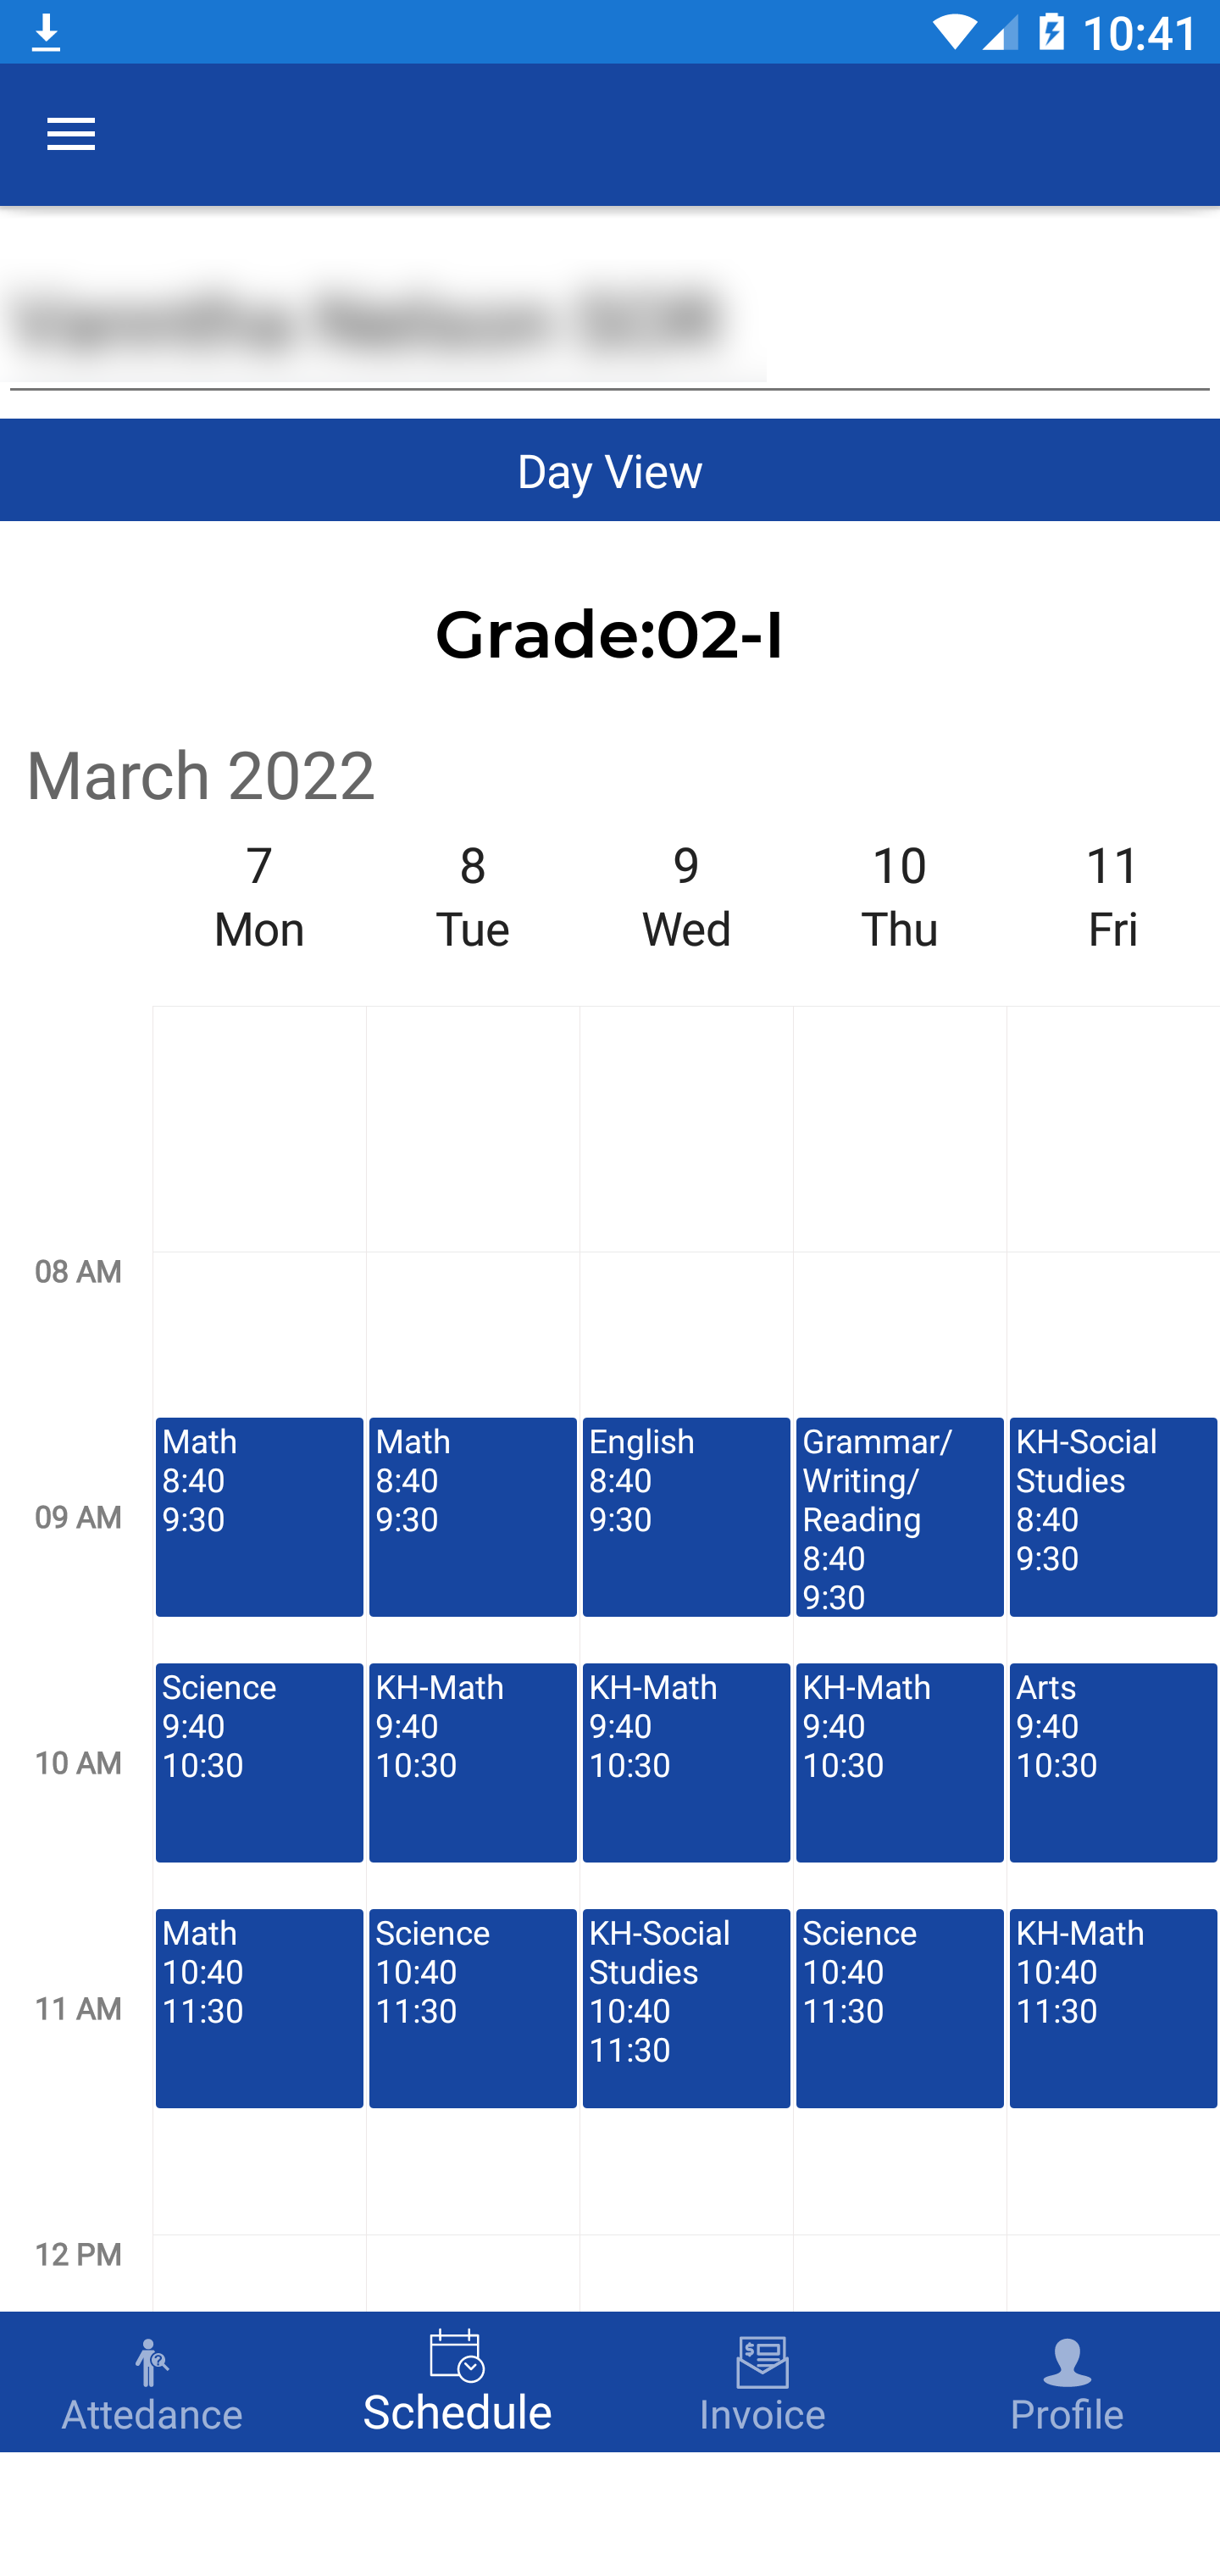 10:41
Day View
Grade:02-I
March 2022
7 8 9 10 11
Mon Tue Wed Thu Fri
08 AM
09 AM
Math
8:40
9:30
Math
8:40
9:30
English
8:40
9:30
Grammar/
Writing/
Reading
8:40
9:30
KH-Social
Studies
8:40
9:30
10 AM
Science
9:40
10:30
KH-Math
9:40
10:30
KH-Math
9:40
10:30
KH-Math
9:40
10:30
Arts
9:40
10:30
11 AM
Math
10:40
11:30
Science
10:40
11:30
KH-Social
Studies
10:40
11:30
Science
10:40
11:30
KH-Math
10:40
11:30
12 PM
Attedance
Schedule
Invoice
Profile